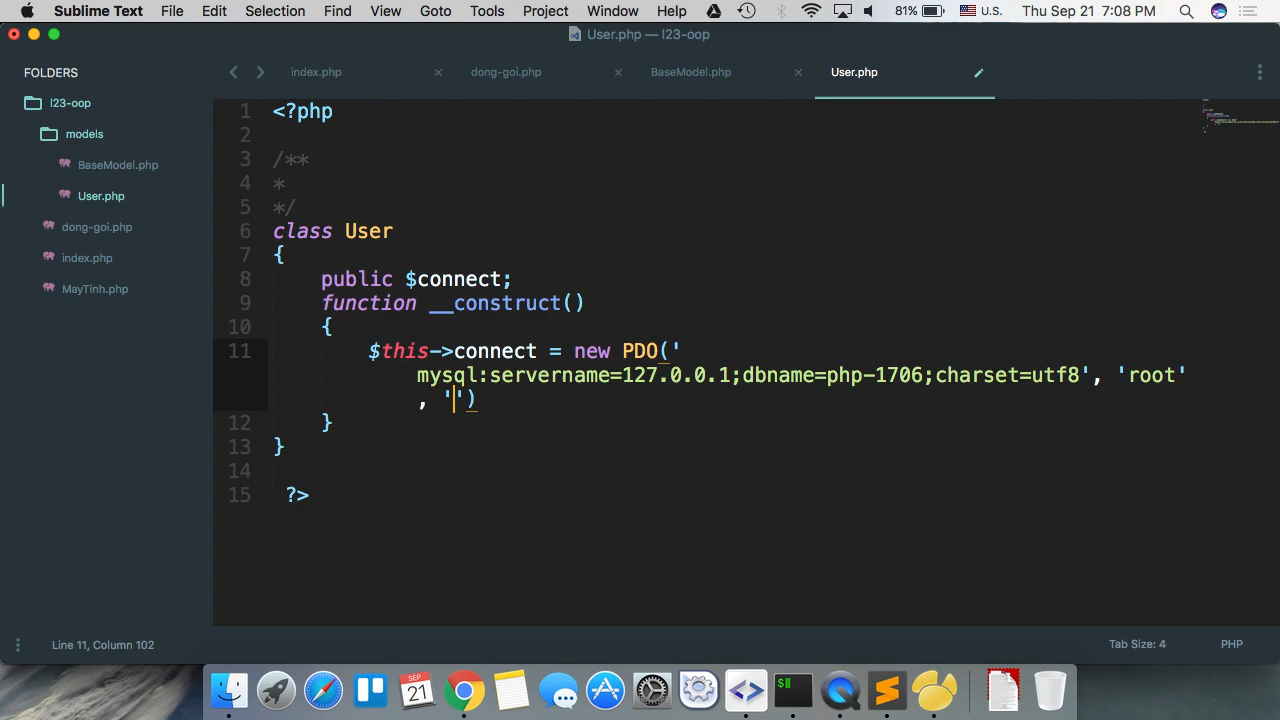 Sublime Text File Edit Selection Find View Goto Tools Project Window Help 81% U.S. Thu Sep 21 7:08 PM
User.php — l23-oop
FOLDERS
l23-oop
models
BaseModel.php
User.php
dong-goi.php
index.php
MayTinh.php
index.php dong-goi.php BaseModel.php User.php
1 <?php
2
3 /**
4 *
5 */
6 class User
7 {
8 public $connect;
9 function __construct()
10 {
11 $this->connect = new PDO('
mysql:servername=127.0.0.1;dbname=php-1706;charset=utf8', 'root'
, '')
12 }
13 }
14
15 ?>
Line 11, Column 102 Tab Size: 4 PHP
SEP
21
$